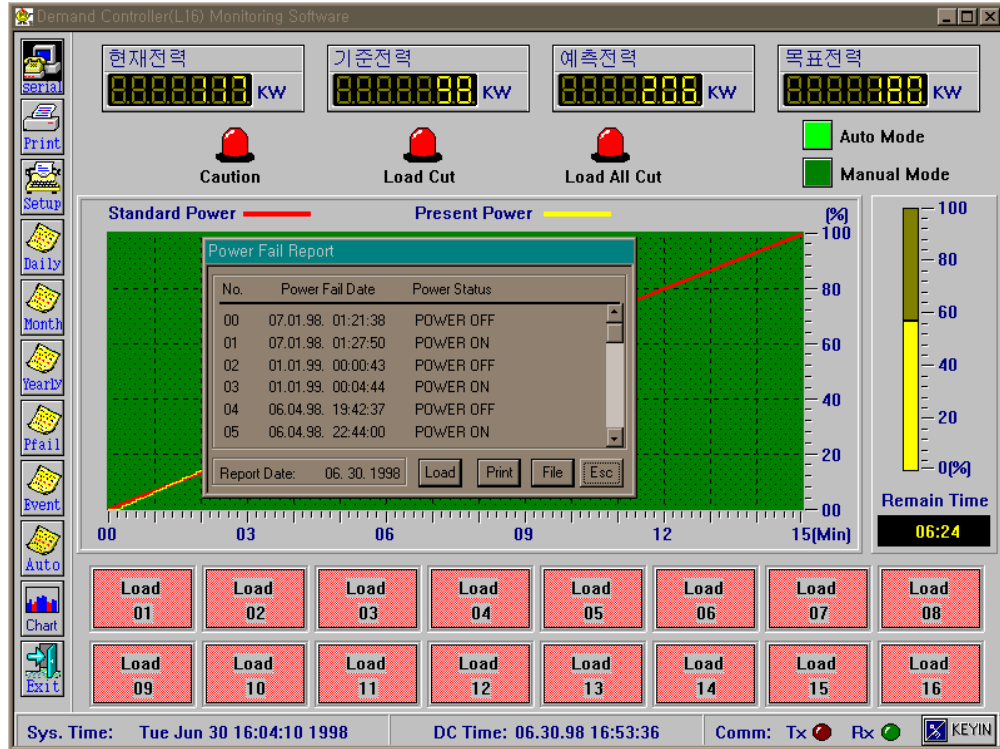 Demand Controller(L16) Monitoring Software
serial
Print
Setup
Daily
Month
Yearly
Pfail
Event
Auto
Chart
Exit
현재전력
KW
기준전력
98 KW
예측전력
KW
목표전력
KW
Caution
Load Cut
Load All Cut
Auto Mode
Manual Mode
Standard Power
Present Power
[%]
100
80
60
40
20
00
00 03 06 09 12 15[Min]
Power Fail Report
No. Power Fail Date Power Status
00 07.01.98. 01:21:38 POWER OFF
01 07.01.98. 01:27:50 POWER ON
02 01.01.99. 00:00:43 POWER OFF
03 01.01.99. 00:04:44 POWER ON
04 06.04.98. 19:42:37 POWER OFF
05 06.04.98. 22:44:00 POWER ON
Report Date: 06. 30. 1998
Load
Print
File
Esc
100
80
60
40
20
0[%]
Remain Time
06:24
Load 01
Load 02
Load 03
Load 04
Load 05
Load 06
Load 07
Load 08
Load 09
Load 10
Load 11
Load 12
Load 13
Load 14
Load 15
Load 16
Sys. Time: Tue Jun 30 16:04:10 1998
DC Time: 06.30.98 16:53:36
Comm: Tx Rx
KEYIN